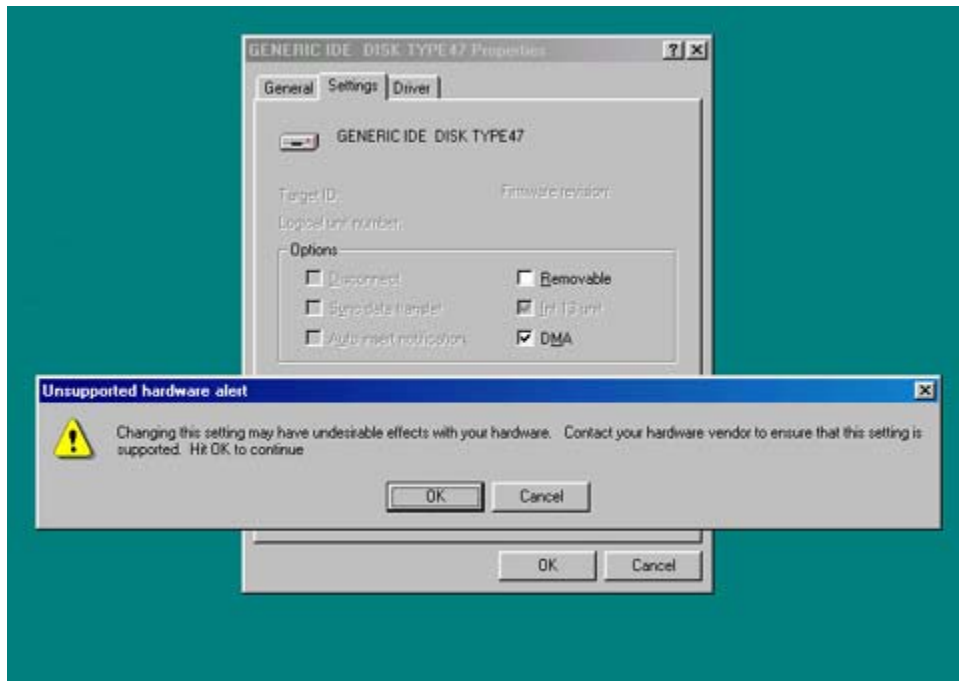 GENERIC IDE DISK TYPE47 Properties
General Settings Driver
GENERIC IDE DISK TYPE47
Target ID: Firmware revision:
Logical unit number:
Options
Disconnect Removable
Sync data transfer Int 13 unit
Auto insert notification DMA
Unsupported hardware alert
Changing this setting may have undesirable effects with your hardware. Contact your hardware vendor to ensure that this setting is
supported. Hit OK to continue
OK Cancel
OK Cancel